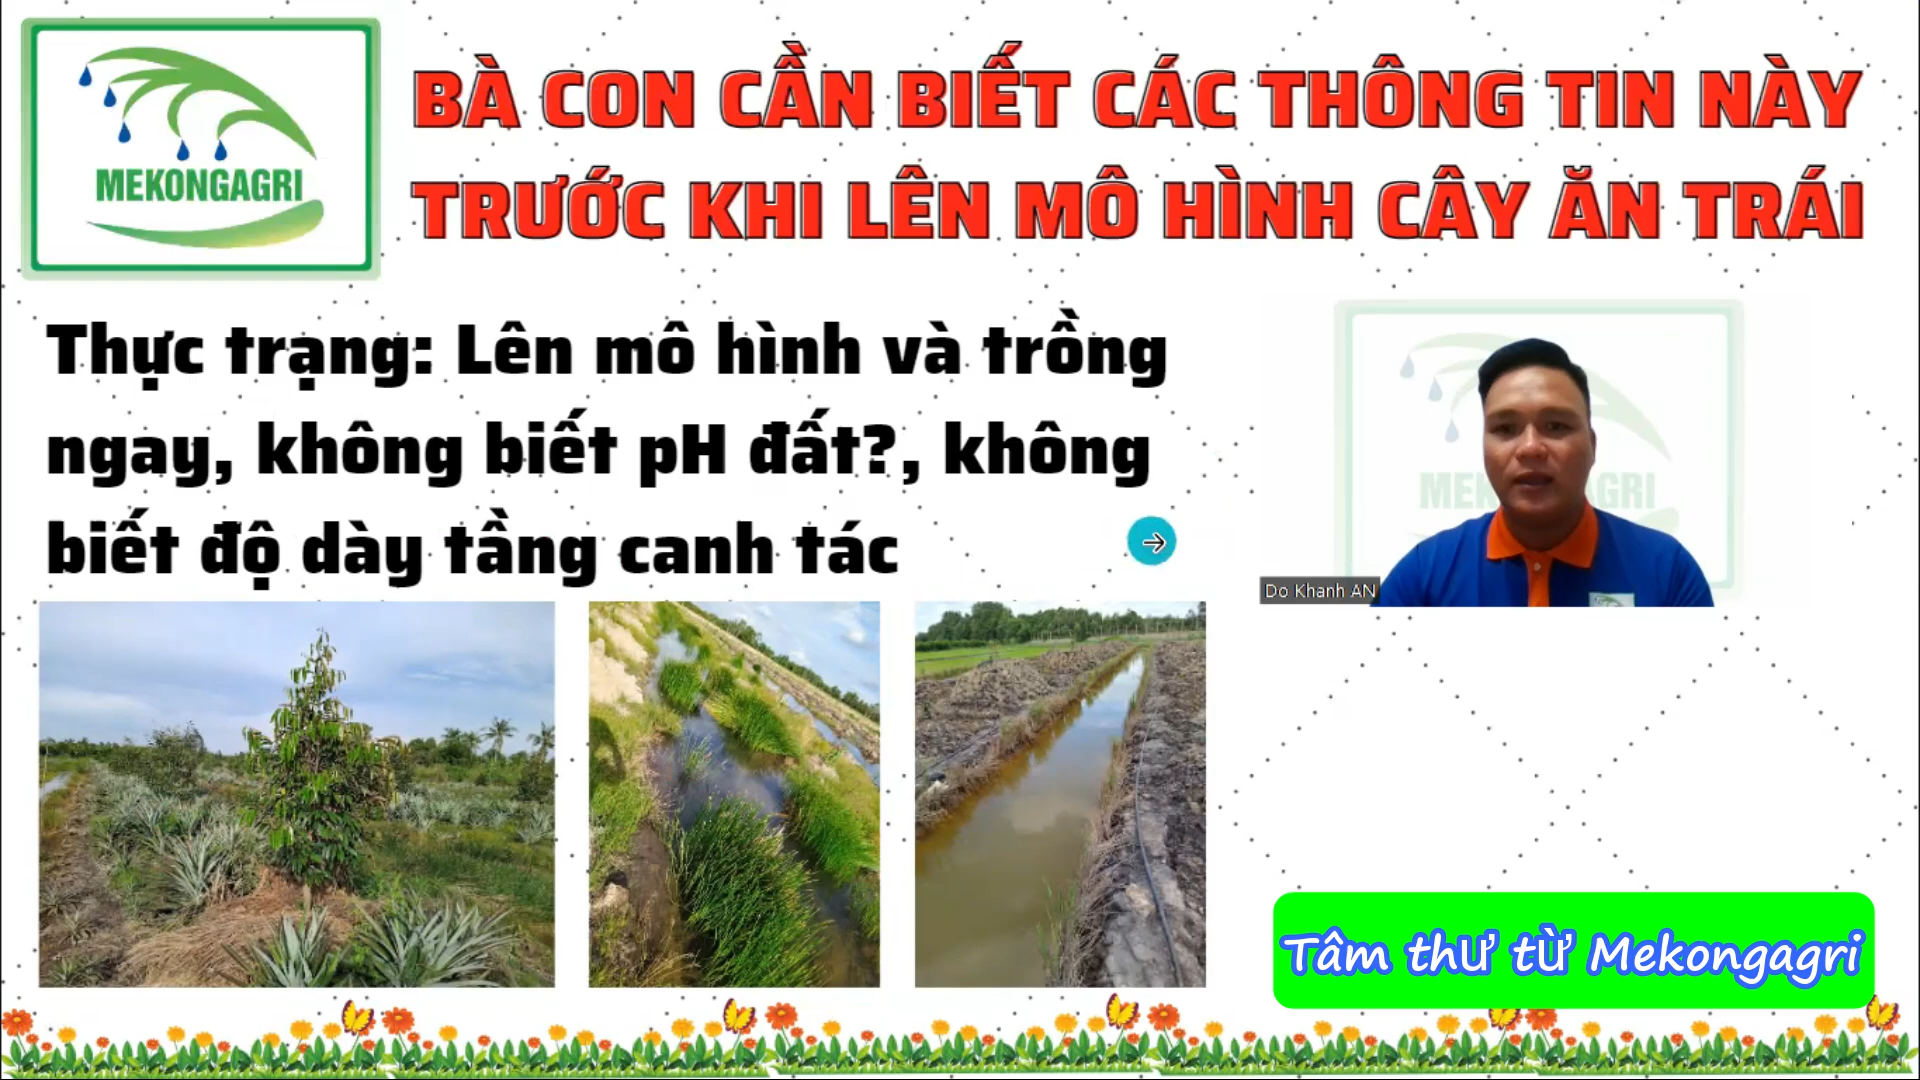 MEKONGAGRI
BÀ CON CẦN BIẾT CÁC THÔNG TIN NÀY
TRƯỚC KHI LÊN MÔ HÌNH CÂY ĂN TRÁI
Thực trạng: Lên mô hình và trồng
ngay, không biết pH đất?, không
biết độ dày tầng canh tác
Do Khanh AN
Tâm thư từ Mekongagri